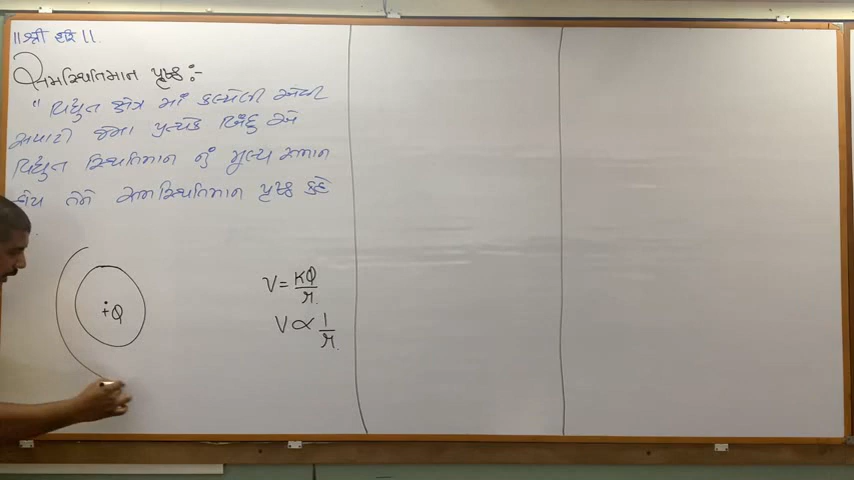 ॥શ્રી હરિ॥.
સમસ્થિતિમાન પૃષ્ઠ :-
" વિદ્યુત ક્ષેત્ર માં કલ્પેલી એવી
સપાટી જેમા પ્રત્યેક બિંદુ એ
વિદ્યુત સ્થિતિમાન નું મુલ્ય સમાન
હોય તેને સમસ્થિતિમાન પૃષ્ઠ કહે
V = KQ/r.
+Q
V ∝ 1/r.